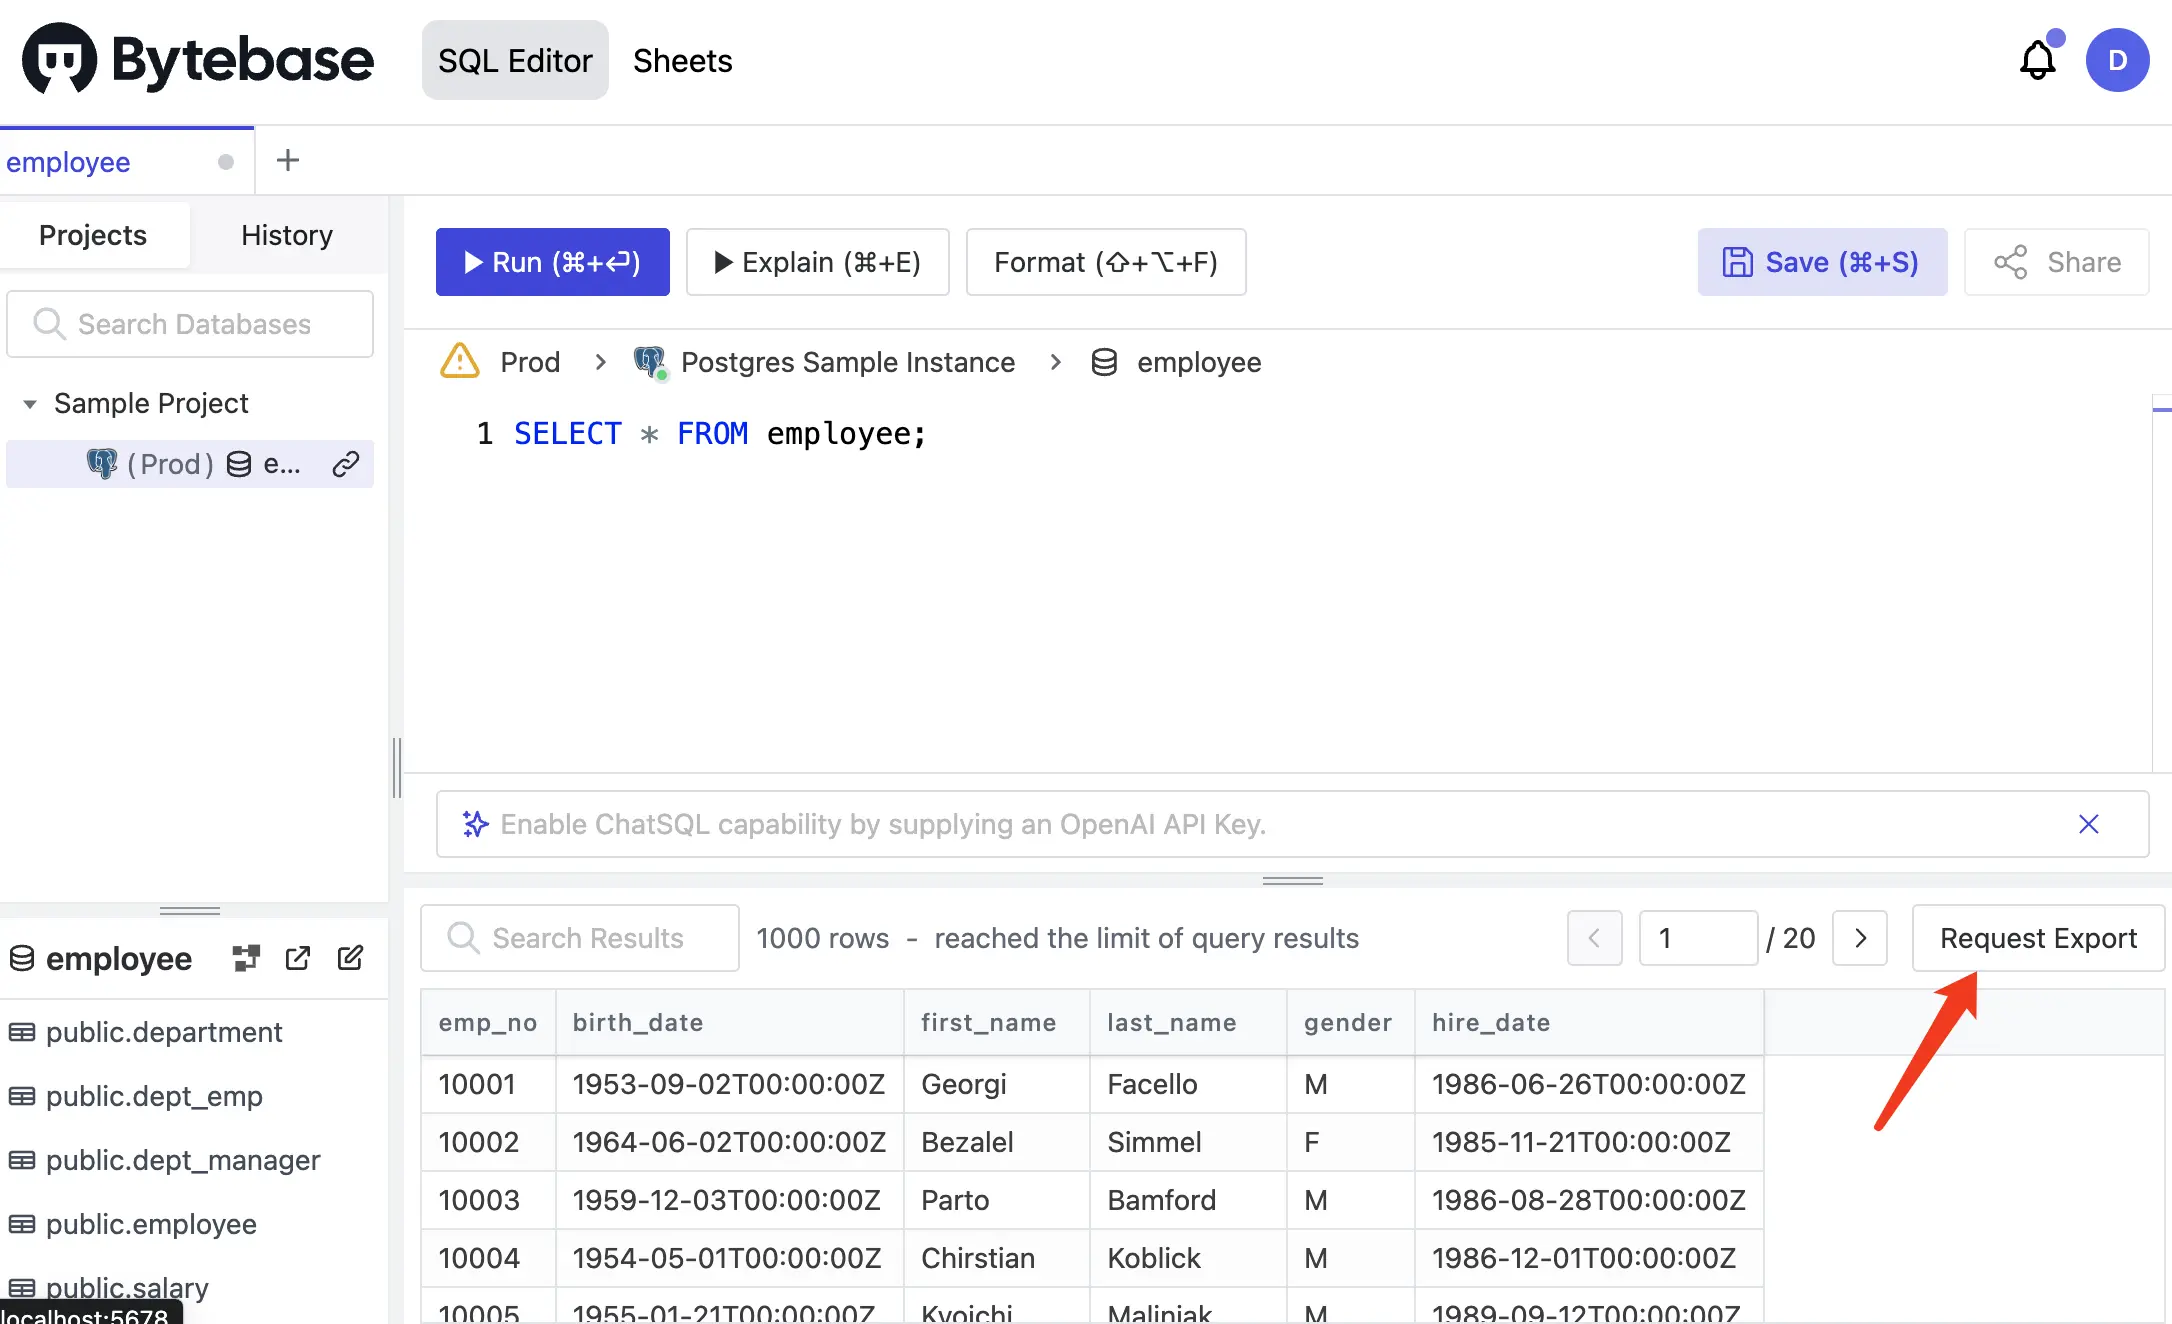 Bytebase SQL Editor Sheets D
employee +
Projects History
Run (⌘+⏎) Explain (⌘+E) Format (⇧+⌥+F) Save (⌘+S) Share
Search Databases
Prod > Postgres Sample Instance > employee
Sample Project
(Prod) e...
1 SELECT * FROM employee;
Enable ChatSQL capability by supplying an OpenAI API Key.
Search Results 1000 rows - reached the limit of query results < 1 / 20 > Request Export
employee
public.department
public.dept_emp
public.dept_manager
public.employee
public.salary
localhost:5678
emp_no birth_date first_name last_name gender hire_date
10001 1953-09-02T00:00:00Z Georgi Facello M 1986-06-26T00:00:00Z
10002 1964-06-02T00:00:00Z Bezalel Simmel F 1985-11-21T00:00:00Z
10003 1959-12-03T00:00:00Z Parto Bamford M 1986-08-28T00:00:00Z
10004 1954-05-01T00:00:00Z Chirstian Koblick M 1986-12-01T00:00:00Z
10005 1955-01-21T00:00:00Z Kyoichi Maliniak M 1989-09-12T00:00:00Z